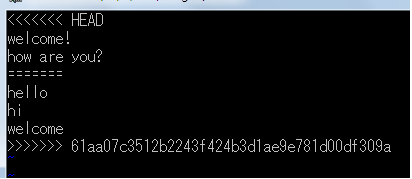 <<<<<<< HEAD
welcome!
how are you?
=======
hello
hi
welcome
>>>>>>> 61aa07c3512b2243f424b3d1ae9e781d00df309a
~